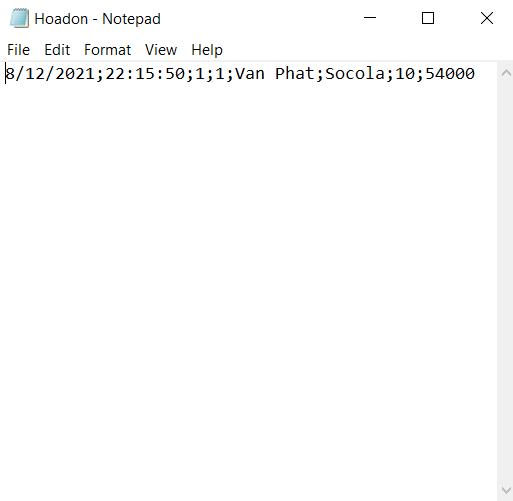 Hoadon - Notepad
File Edit Format View Help
8/12/2021;22:15:50;1;1;Van Phat;Socola;10;54000